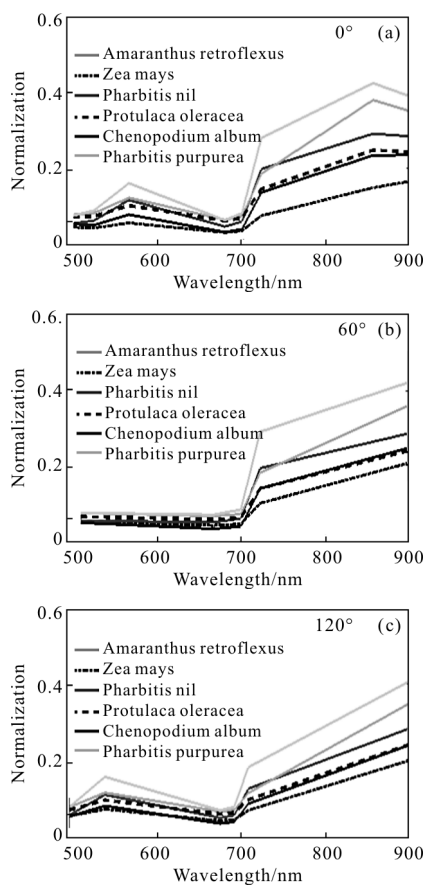 0° (a)
0.6
Amaranthus retroflexus
Zea mays
Pharbitis nil
Protulaca oleracea
Chenopodium album
Pharbitis purpurea
0.4
0.2
0
Normalization
500 600 700 800 900
Wavelength/nm
60° (b)
0.6.
Amaranthus retroflexus
Zea mays
Pharbitis nil
Protulaca oleracea
Chenopodium album
Pharbitis purpurea
0.4
0.2
0
Normalization
500 600 700 800 900
Wavelength/nm
120° (c)
0.6
Amaranthus retroflexus
Zea mays
Pharbitis nil
Protulaca oleracea
Chenopodium album
Pharbitis purpurea
0.4
0.2
0
Normalization
500 600 700 800 900
Wavelength/nm